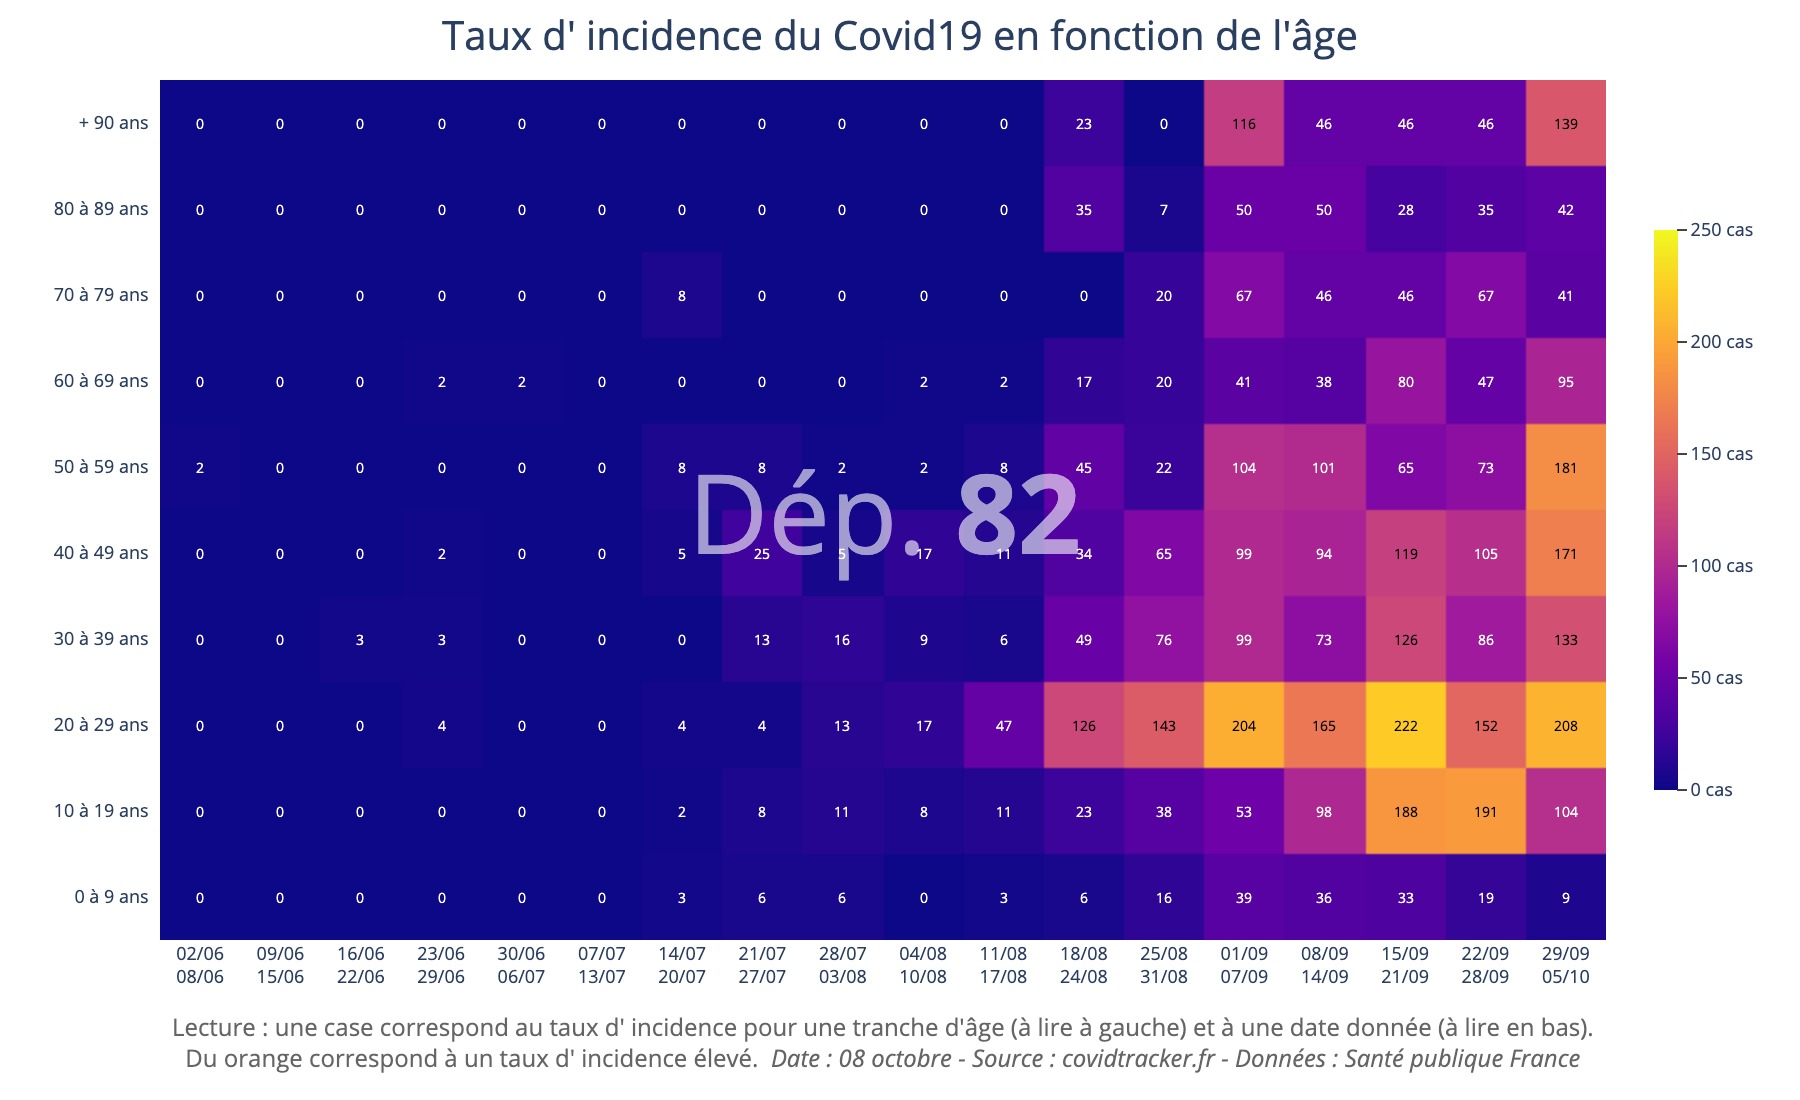 Taux d' incidence du Covid19 en fonction de l'âge
+ 90 ans 0 0 0 0 0 0 0 0 0 0 0 23 0 116 46 46 46 139
80 à 89 ans 0 0 0 0 0 0 0 0 0 0 0 35 7 50 50 28 35 42
70 à 79 ans 0 0 0 0 0 0 8 0 0 0 0 0 20 67 46 46 67 41
60 à 69 ans 0 0 0 2 2 0 0 0 0 2 2 17 20 41 38 80 47 95
50 à 59 ans 2 0 0 0 0 0 8 8 2 2 8 45 22 104 101 65 73 181
Dép. 82
40 à 49 ans 0 0 0 2 0 0 5 25 5 17 11 34 65 99 94 119 105 171
30 à 39 ans 0 0 3 3 0 0 0 13 16 9 6 49 76 99 73 126 86 133
20 à 29 ans 0 0 0 4 0 0 4 4 13 17 47 126 143 204 165 222 152 208
10 à 19 ans 0 0 0 0 0 0 2 8 11 8 11 23 38 53 98 188 191 104
0 à 9 ans 0 0 0 0 0 0 3 6 6 0 3 6 16 39 36 33 19 9
02/06 09/06 16/06 23/06 30/06 07/07 14/07 21/07 28/07 04/08 11/08 18/08 25/08 01/09 08/09 15/09 22/09 29/09
08/06 15/06 22/06 29/06 06/07 13/07 20/07 27/07 03/08 10/08 17/08 24/08 31/08 07/09 14/09 21/09 28/09 05/10
250 cas
200 cas
150 cas
100 cas
50 cas
0 cas
Lecture : une case correspond au taux d' incidence pour une tranche d'âge (à lire à gauche) et à une date donnée (à lire en bas).
Du orange correspond à un taux d' incidence élevé. Date : 08 octobre - Source : covidtracker.fr - Données : Santé publique France